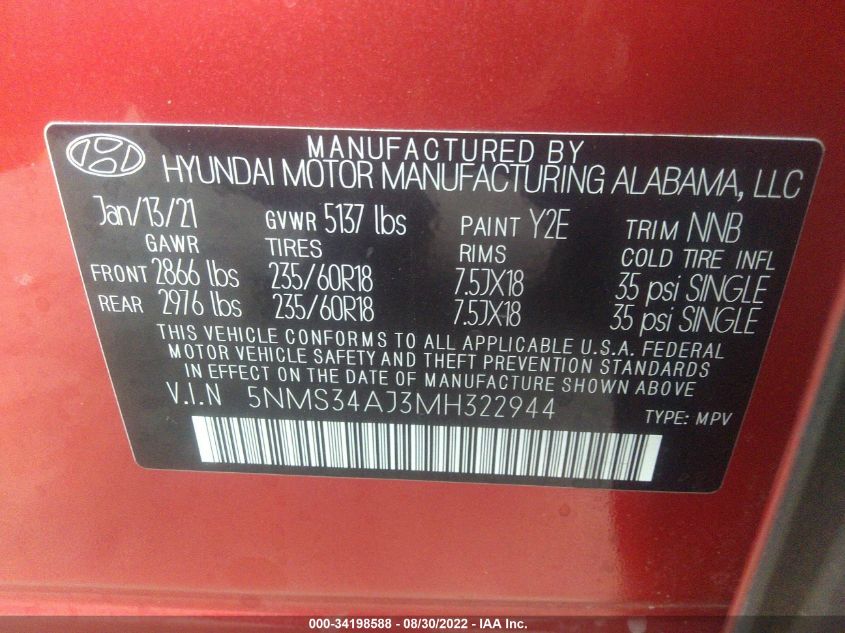 MANUFACTURED BY
HYUNDAI MOTOR MANUFACTURING ALABAMA, LLC
Jan/13/21 GVWR 5137 lbs PAINT Y2E TRIM NNB
GAWR TIRES RIMS COLD TIRE INFL
FRONT 2866 lbs 235/60R18 7.5JX18 35 psi SINGLE
REAR 2976 lbs 235/60R18 7.5JX18 35 psi SINGLE
THIS VEHICLE CONFORMS TO ALL APPLICABLE U.S.A. FEDERAL
MOTOR VEHICLE SAFETY AND THEFT PREVENTION STANDARDS
IN EFFECT ON THE DATE OF MANUFACTURE SHOWN ABOVE.
V.I.N 5NMS34AJ3MH322944 TYPE: MPV
000-34198588 - 08/30/2022 - IAA Inc.